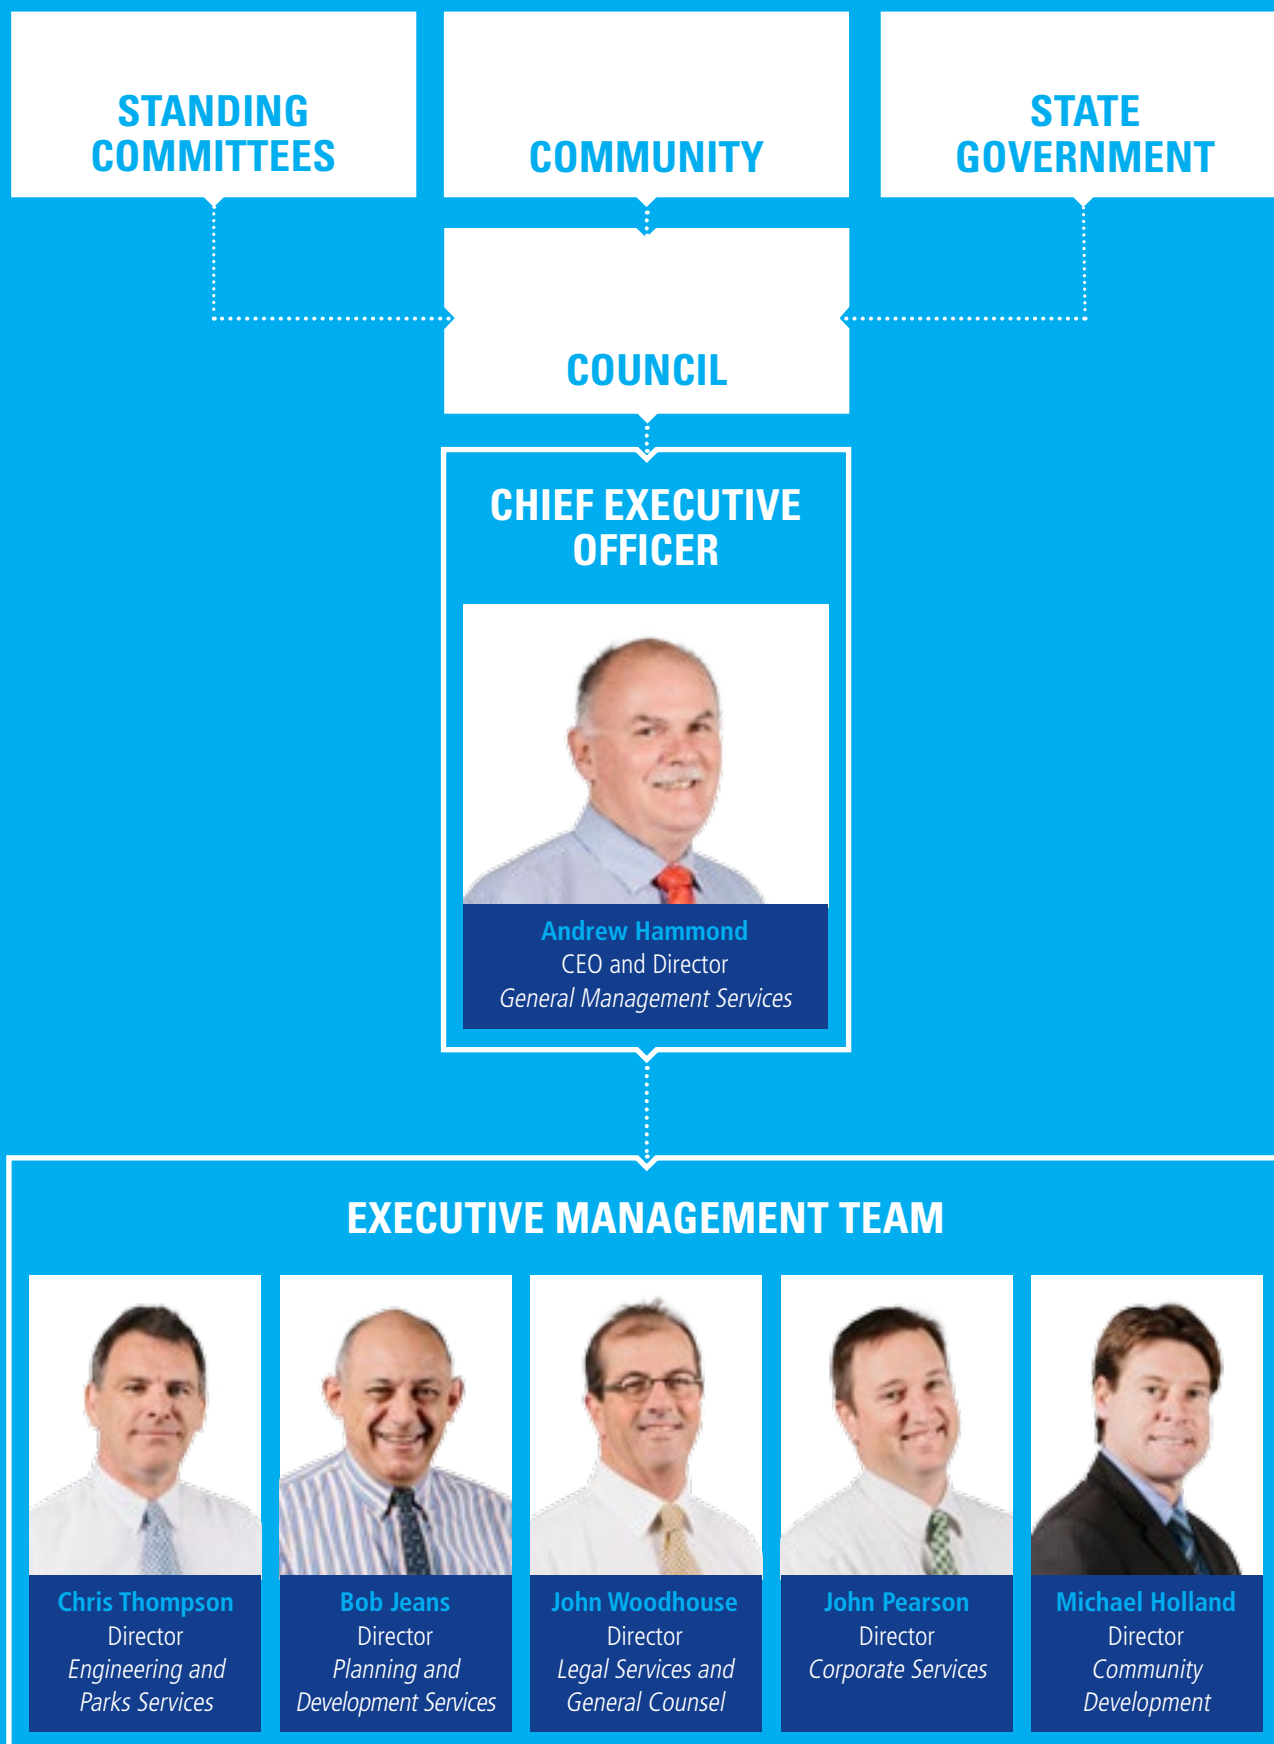 STANDING
COMMITTEES
COMMUNITY
STATE
GOVERNMENT
COUNCIL
CHIEF EXECUTIVE
OFFICER
Andrew Hammond
CEO and Director
General Management Services
EXECUTIVE MANAGEMENT TEAM
Chris Thompson
Director
Engineering and
Parks Services
Bob Jeans
Director
Planning and
Development Services
John Woodhouse
Director
Legal Services and
General Counsel
John Pearson
Director
Corporate Services
Michael Holland
Director
Community
Development